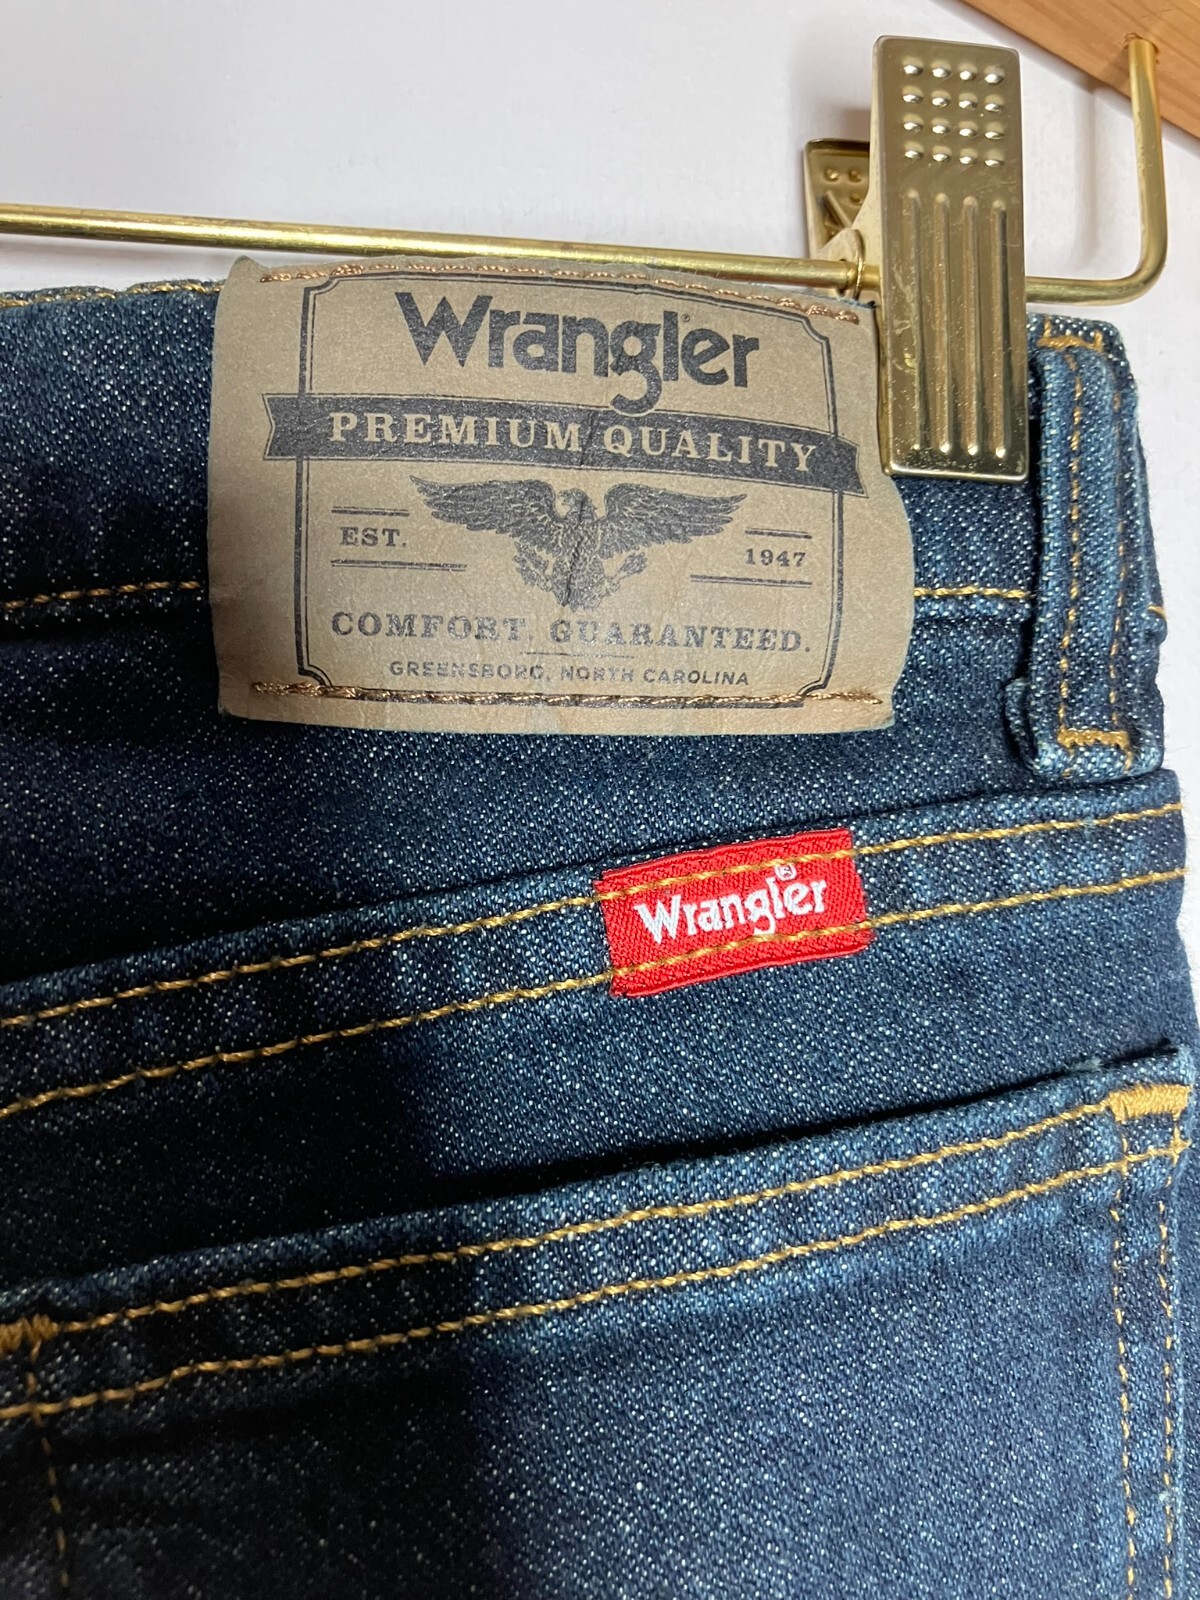 Wrangler®
PREMIUM QUALITY
EST. 1947
COMFORT. GUARANTEED.
GREENSBORO, NORTH CAROLINA
Wrangler®